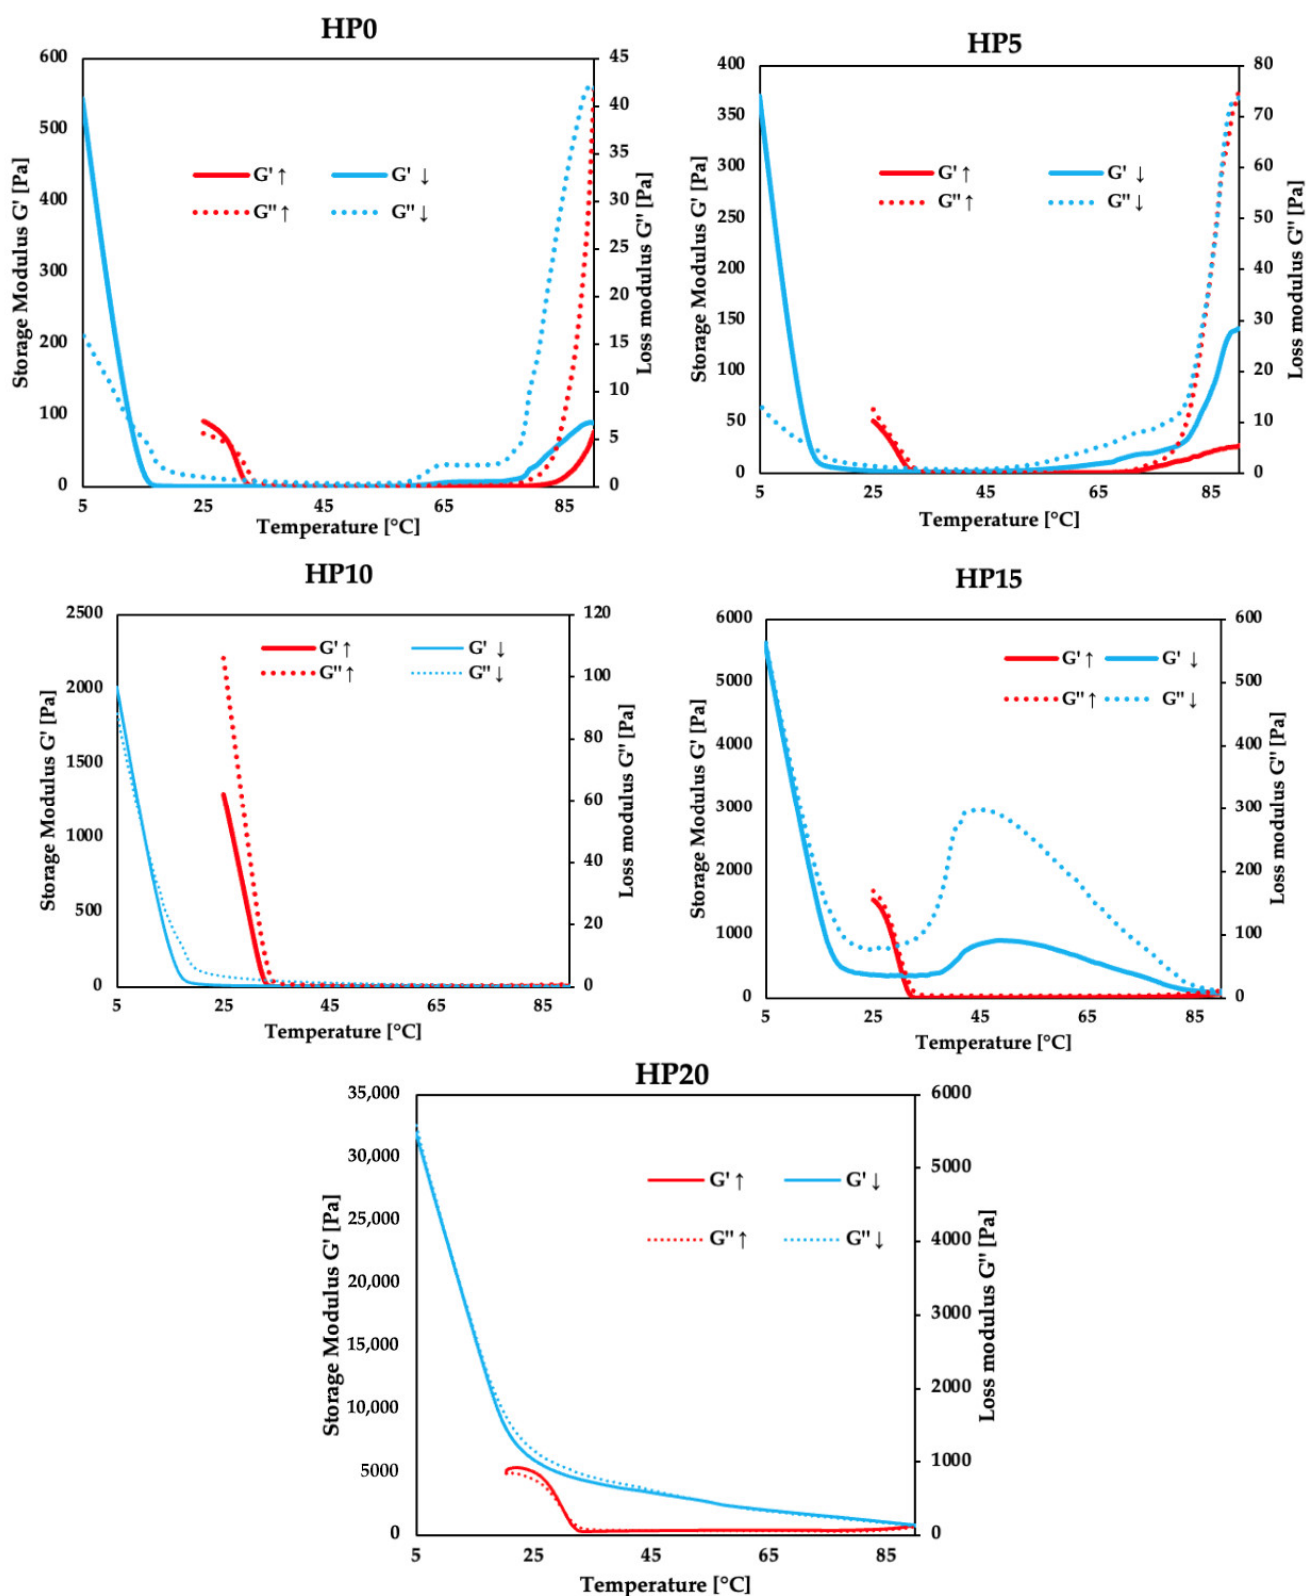 HP0
600
500
400
300
200
100
0
45
40
35
30
25
20
15
10
5
0
Storage Modulus G' [Pa]
Loss modulus G'' [Pa]
G' ↑ G' ↓
G'' ↑ G'' ↓
5 25 45 65 85
Temperature [°C]
HP5
400
350
300
250
200
150
100
50
0
80
70
60
50
40
30
20
10
0
Storage Modulus G' [Pa]
Loss modulus G'' [Pa]
G' ↑ G' ↓
G'' ↑ G'' ↓
5 25 45 65 85
Temperature [°C]
HP10
2500
2000
1500
1000
500
0
120
100
80
60
40
20
0
Storage Modulus G' [Pa]
Loss modulus G'' [Pa]
G' ↑ G' ↓
G'' ↑ G'' ↓
5 25 45 65 85
Temperature [°C]
HP15
6000
5000
4000
3000
2000
1000
0
600
500
400
300
200
100
0
Storage Modulus G' [Pa]
Loss modulus G'' [Pa]
G' ↑ G' ↓
G'' ↑ G'' ↓
5 25 45 65 85
Temperature [°C]
HP20
35,000
30,000
25,000
20,000
15,000
10,000
5000
0
6000
5000
4000
3000
2000
1000
0
Storage Modulus G' [Pa]
Loss modulus G'' [Pa]
G' ↑ G' ↓
G'' ↑ G'' ↓
5 25 45 65 85
Temperature [°C]